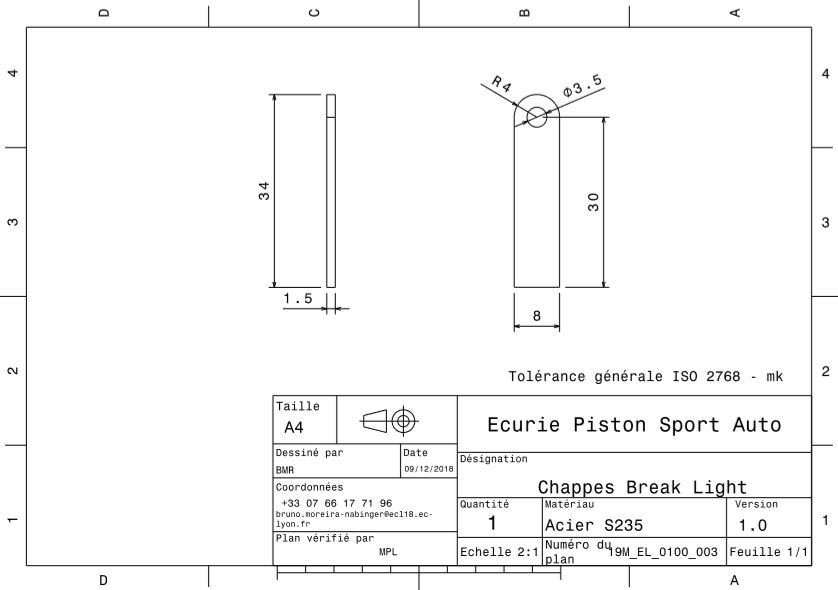 D C B A
4 4
R4 Ø3.5
34
30
3 3
1.5
8
2 2
Tolérance générale ISO 2768 - mk
Taille
A4
Ecurie Piston Sport Auto
Dessiné par
BMR
Date
09/12/2018
Désignation
Chappes Break Light
Coordonnées
+33 07 66 17 71 96
bruno.moreira-nabinger@ecl18.ec-
lyon.fr
Quantité
1
Matériau
Acier S235
Version
1.0
1 1
Plan vérifié par
MPL
Echelle 2:1
Numéro du
plan
19M_EL_0100_003
Feuille 1/1
D A